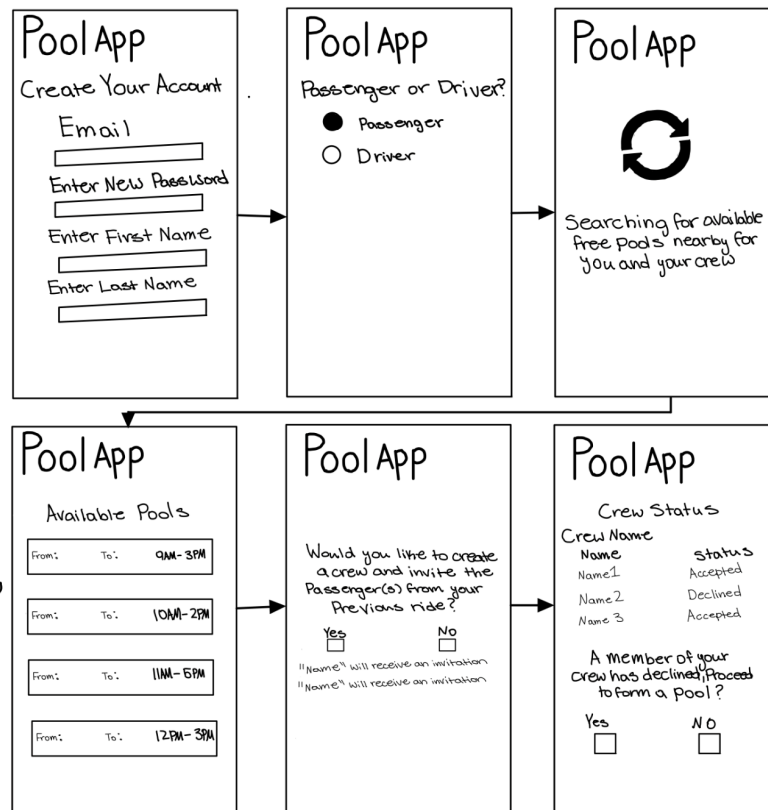 Pool App
Create Your Account
Email
Enter New Password
Enter First Name
Enter Last Name
Pool App
Passenger or Driver?
Passenger
Driver
Pool App
Searching for available
free pods nearby for
you and your crew
Pool App
Available Pools
From: To: 9AM-3PM
From: To: 10AM-2PM
From: To: 11AM-5PM
From: To: 12PM-3PM
Pool App
Would you like to create
a crew and invite the
Passenger(s) from your
Previous ride?
Yes No
"Name" will receive an invitation
"Name" will receive an invitation
Pool App
Crew Status
Crew Name
Name Status
Name1 Accepted
Name 2 Declined
Name 3 Accepted
A member of your
crew has declined, Proceed
to form a pool?
Yes NO